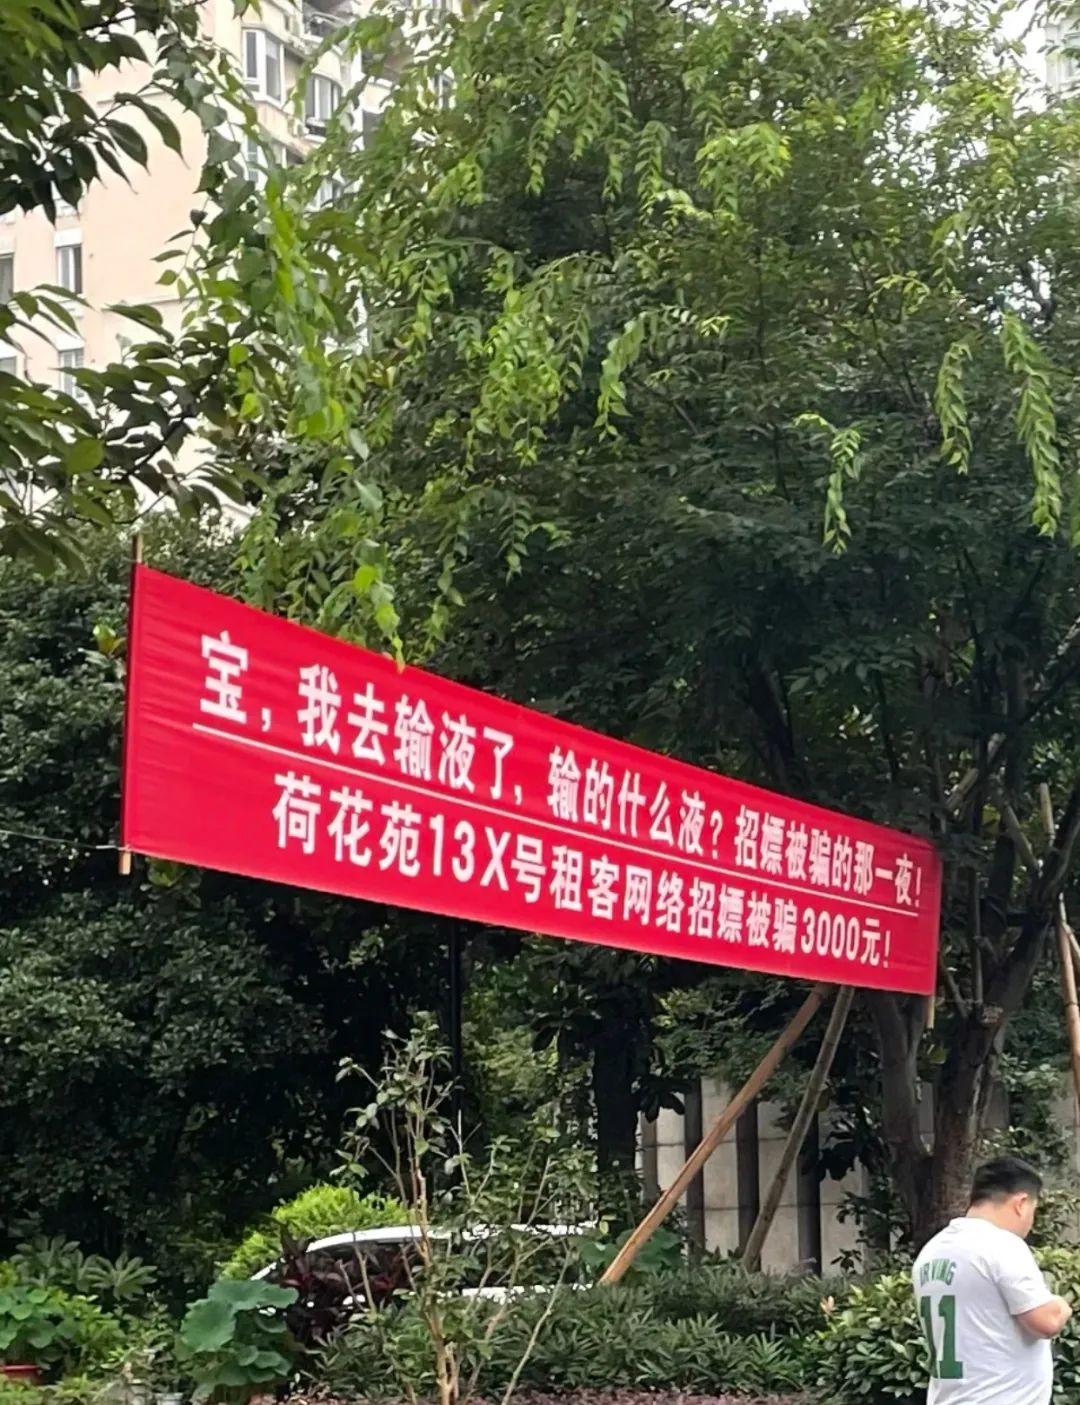 宝,我去输液了,输的什么液?招嫖被骗的那一夜!
荷花苑13X号租客网络招嫖被骗3000元!
IRVING
11